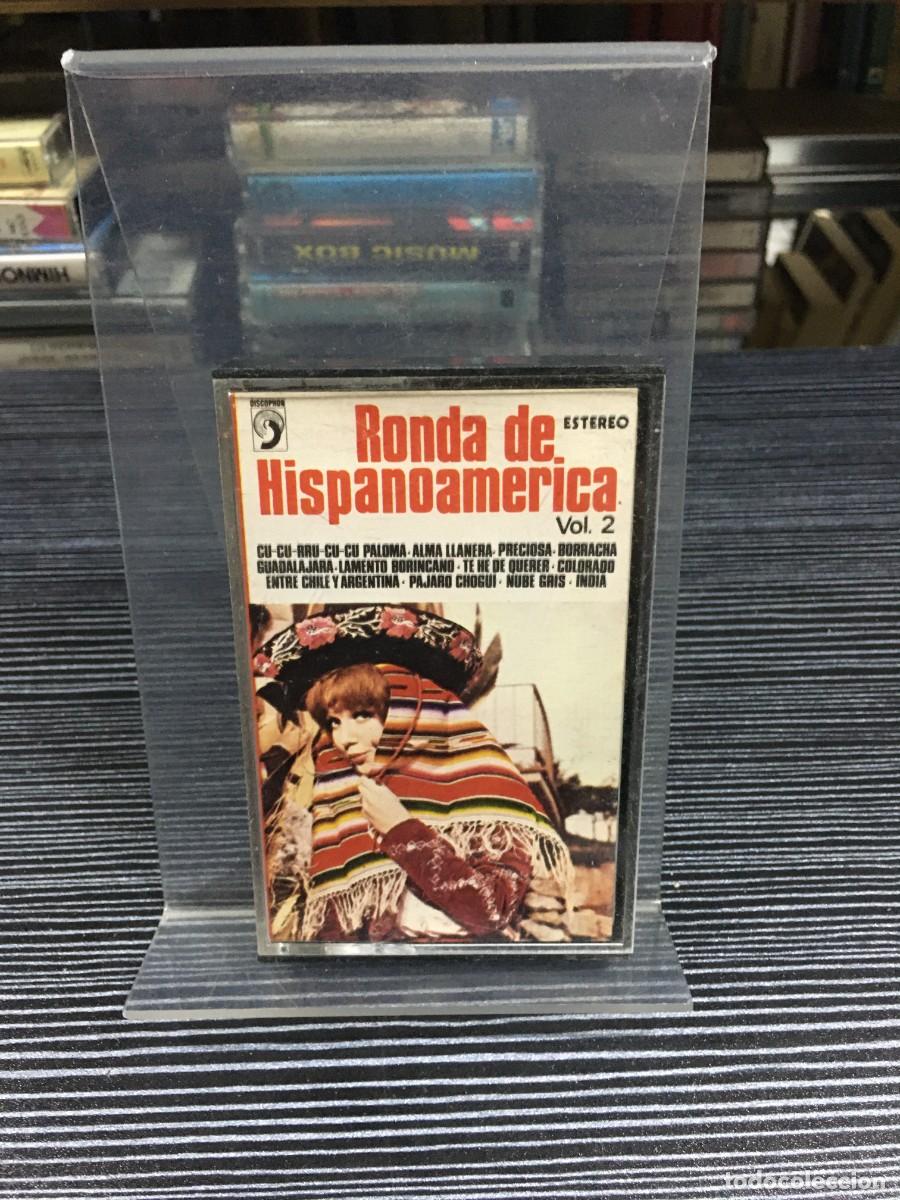 MUSIC BOX
HIMNO
DISCOPHON
Ronda de
ESTEREO
Hispanoamerica.
Vol. 2
CU-CU-RRU-CU-CU PALOMA · ALMA LLANERA · PRECIOSA · BORRACHA
GUADALAJARA · LAMENTO BORINCANO · TE HE DE QUERER · COLORADO
ENTRE CHILE Y ARGENTINA · PAJARO CHOGUI · NUBE GRIS · INDIA
todocoleccion